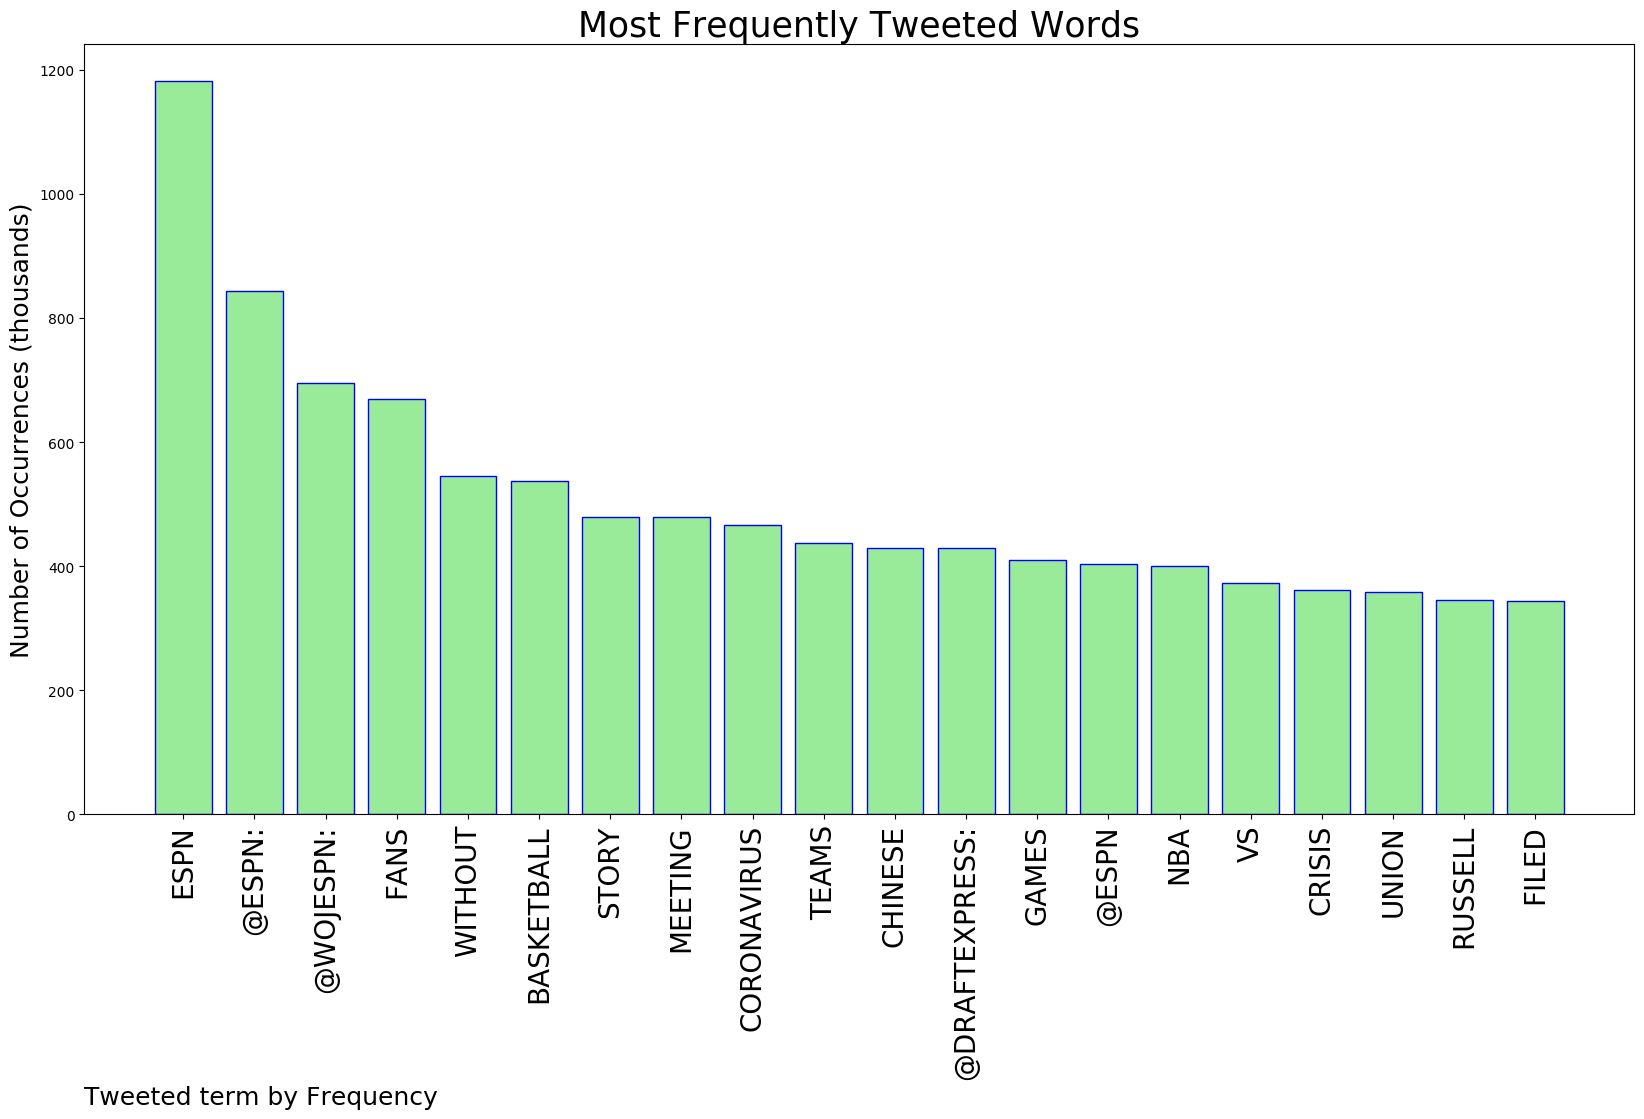 Most Frequently Tweeted Words
Number of Occurrences (thousands)
1200
1000
800
600
400
200
0
ESPN
@ESPN:
@WOJESPN:
FANS
WITHOUT
BASKETBALL
STORY
MEETING
CORONAVIRUS
TEAMS
CHINESE
@DRAFTEXPRESS:
GAMES
@ESPN
NBA
VS
CRISIS
UNION
RUSSELL
FILED
Tweeted term by Frequency